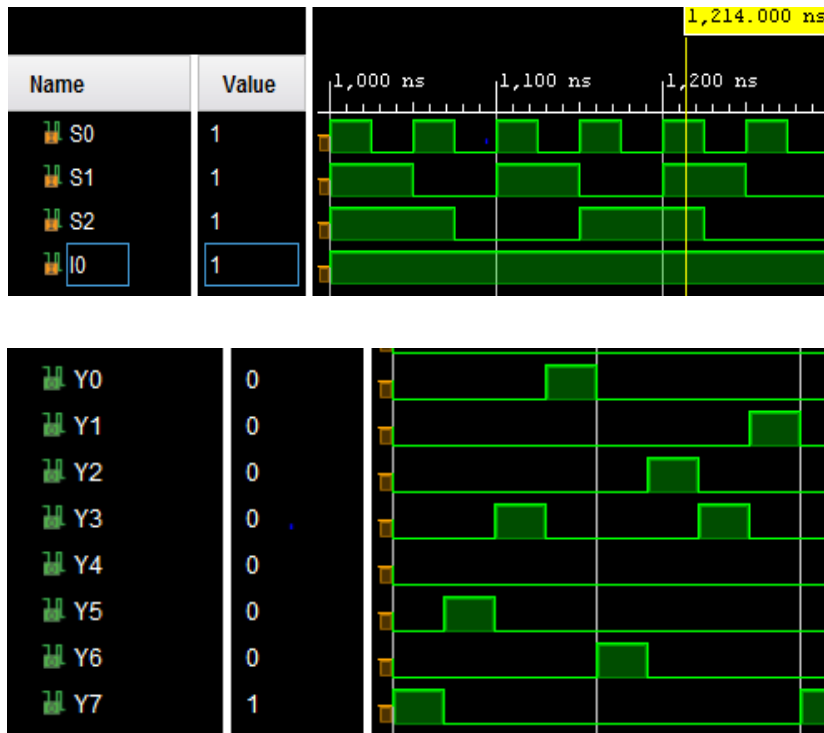 1,214.000 ns
Name Value 1,000 ns 1,100 ns 1,200 ns
S0 1
S1 1
S2 1
I0 1
Y0 0
Y1 0
Y2 0
Y3 0
Y4 0
Y5 0
Y6 0
Y7 1